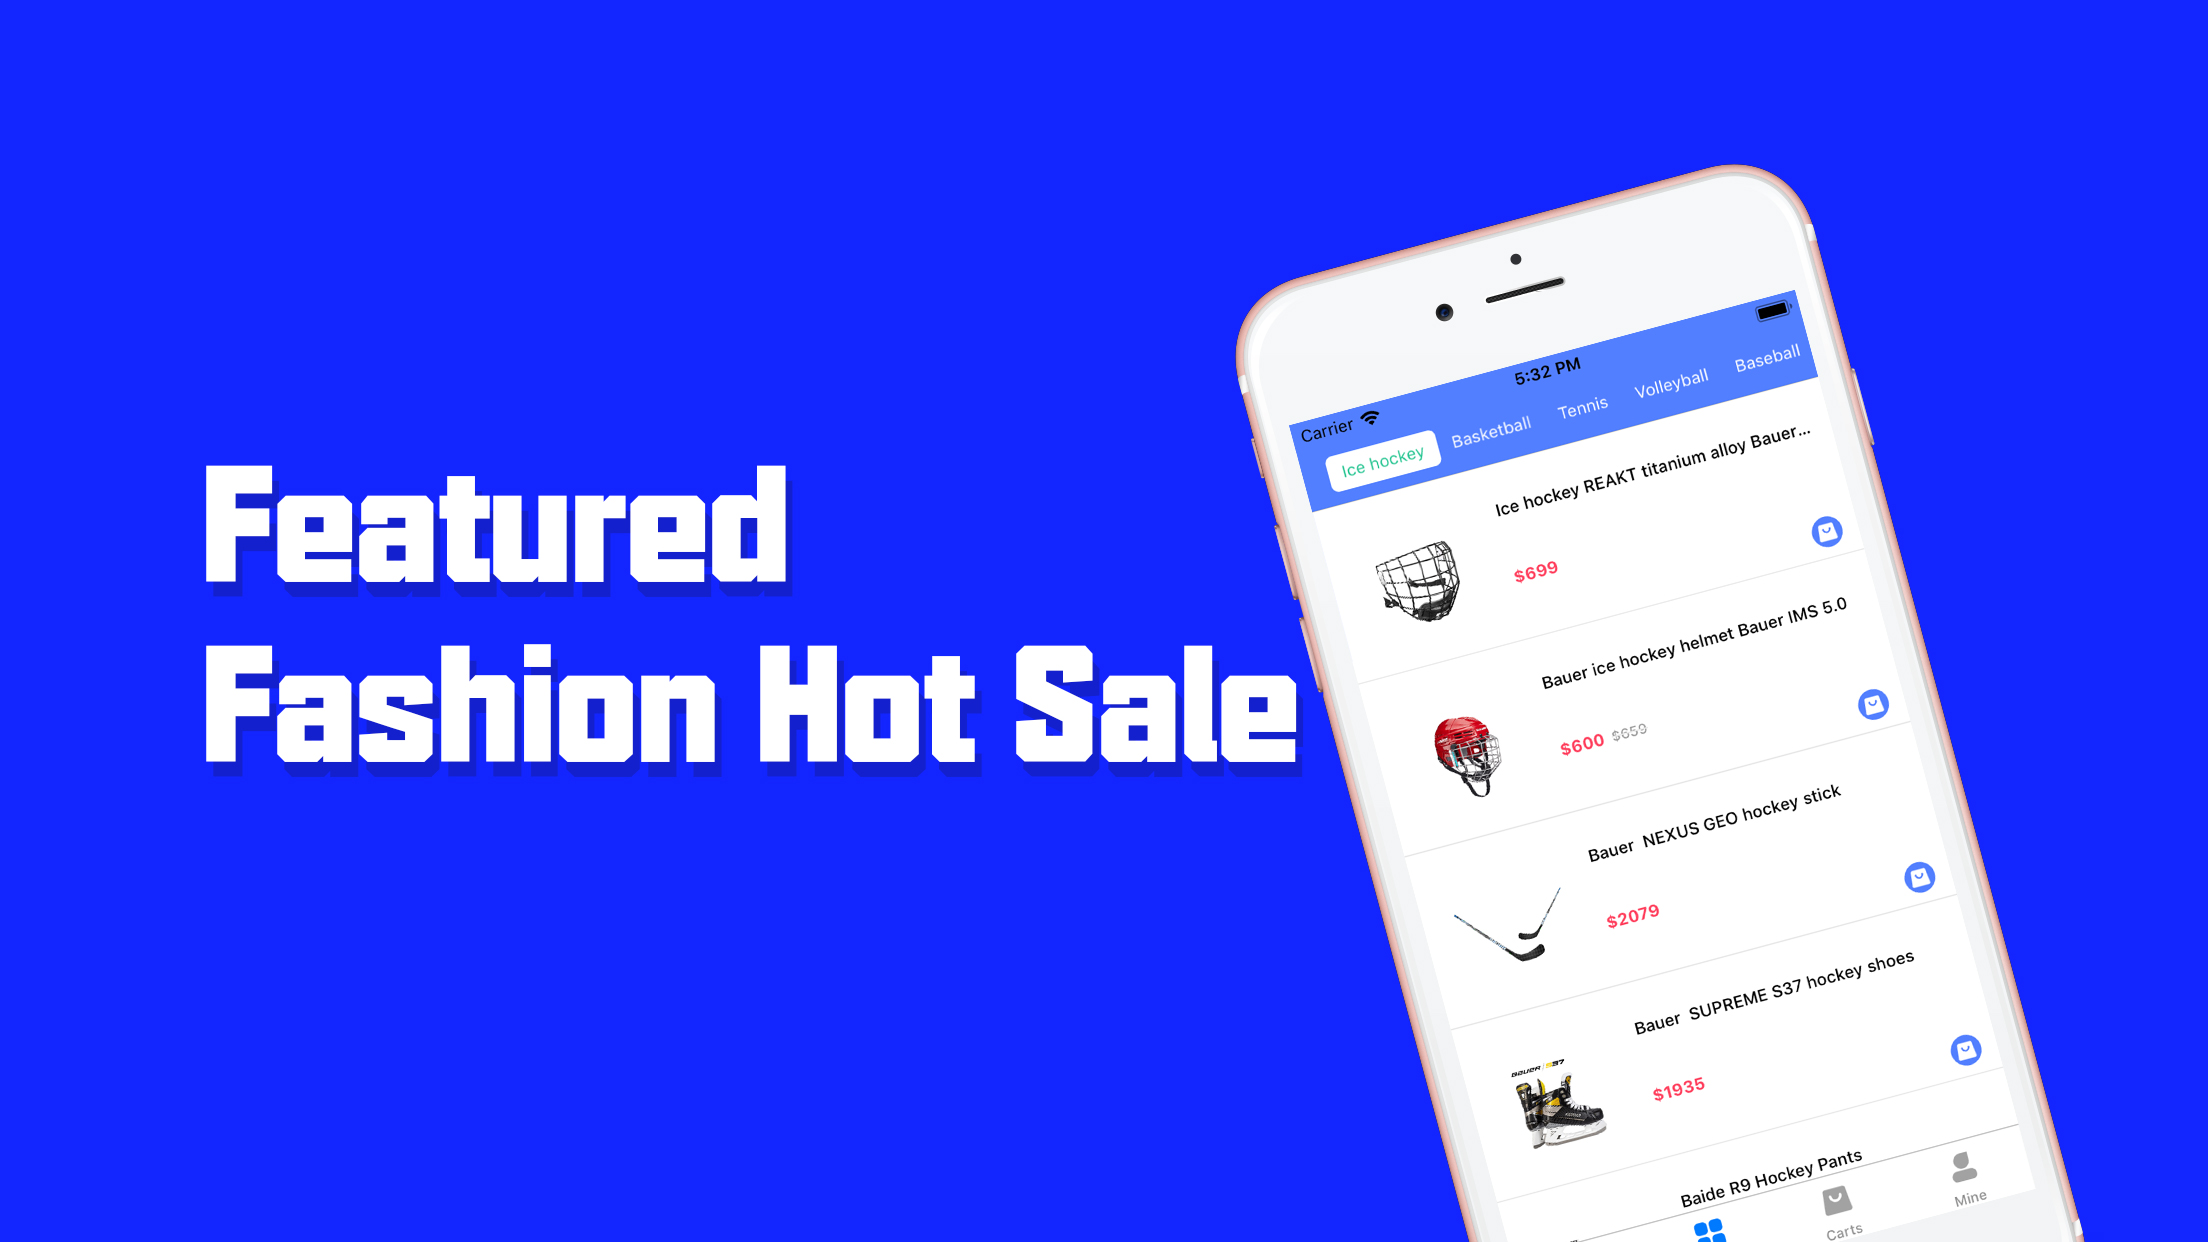 Featured
Fashion Hot Sale
Carrier 5:32 PM
Ice hockey Basketball Tennis Volleyball Baseball
Ice hockey REAKT titanium alloy Bauer...
$699
Bauer ice hockey helmet Bauer IMS 5.0
$600 $659
Bauer NEXUS GEO hockey stick
$2079
Bauer SUPREME S37 hockey shoes
BAUER S37
$1935
Baide R9 Hockey Pants
Carts
Mine